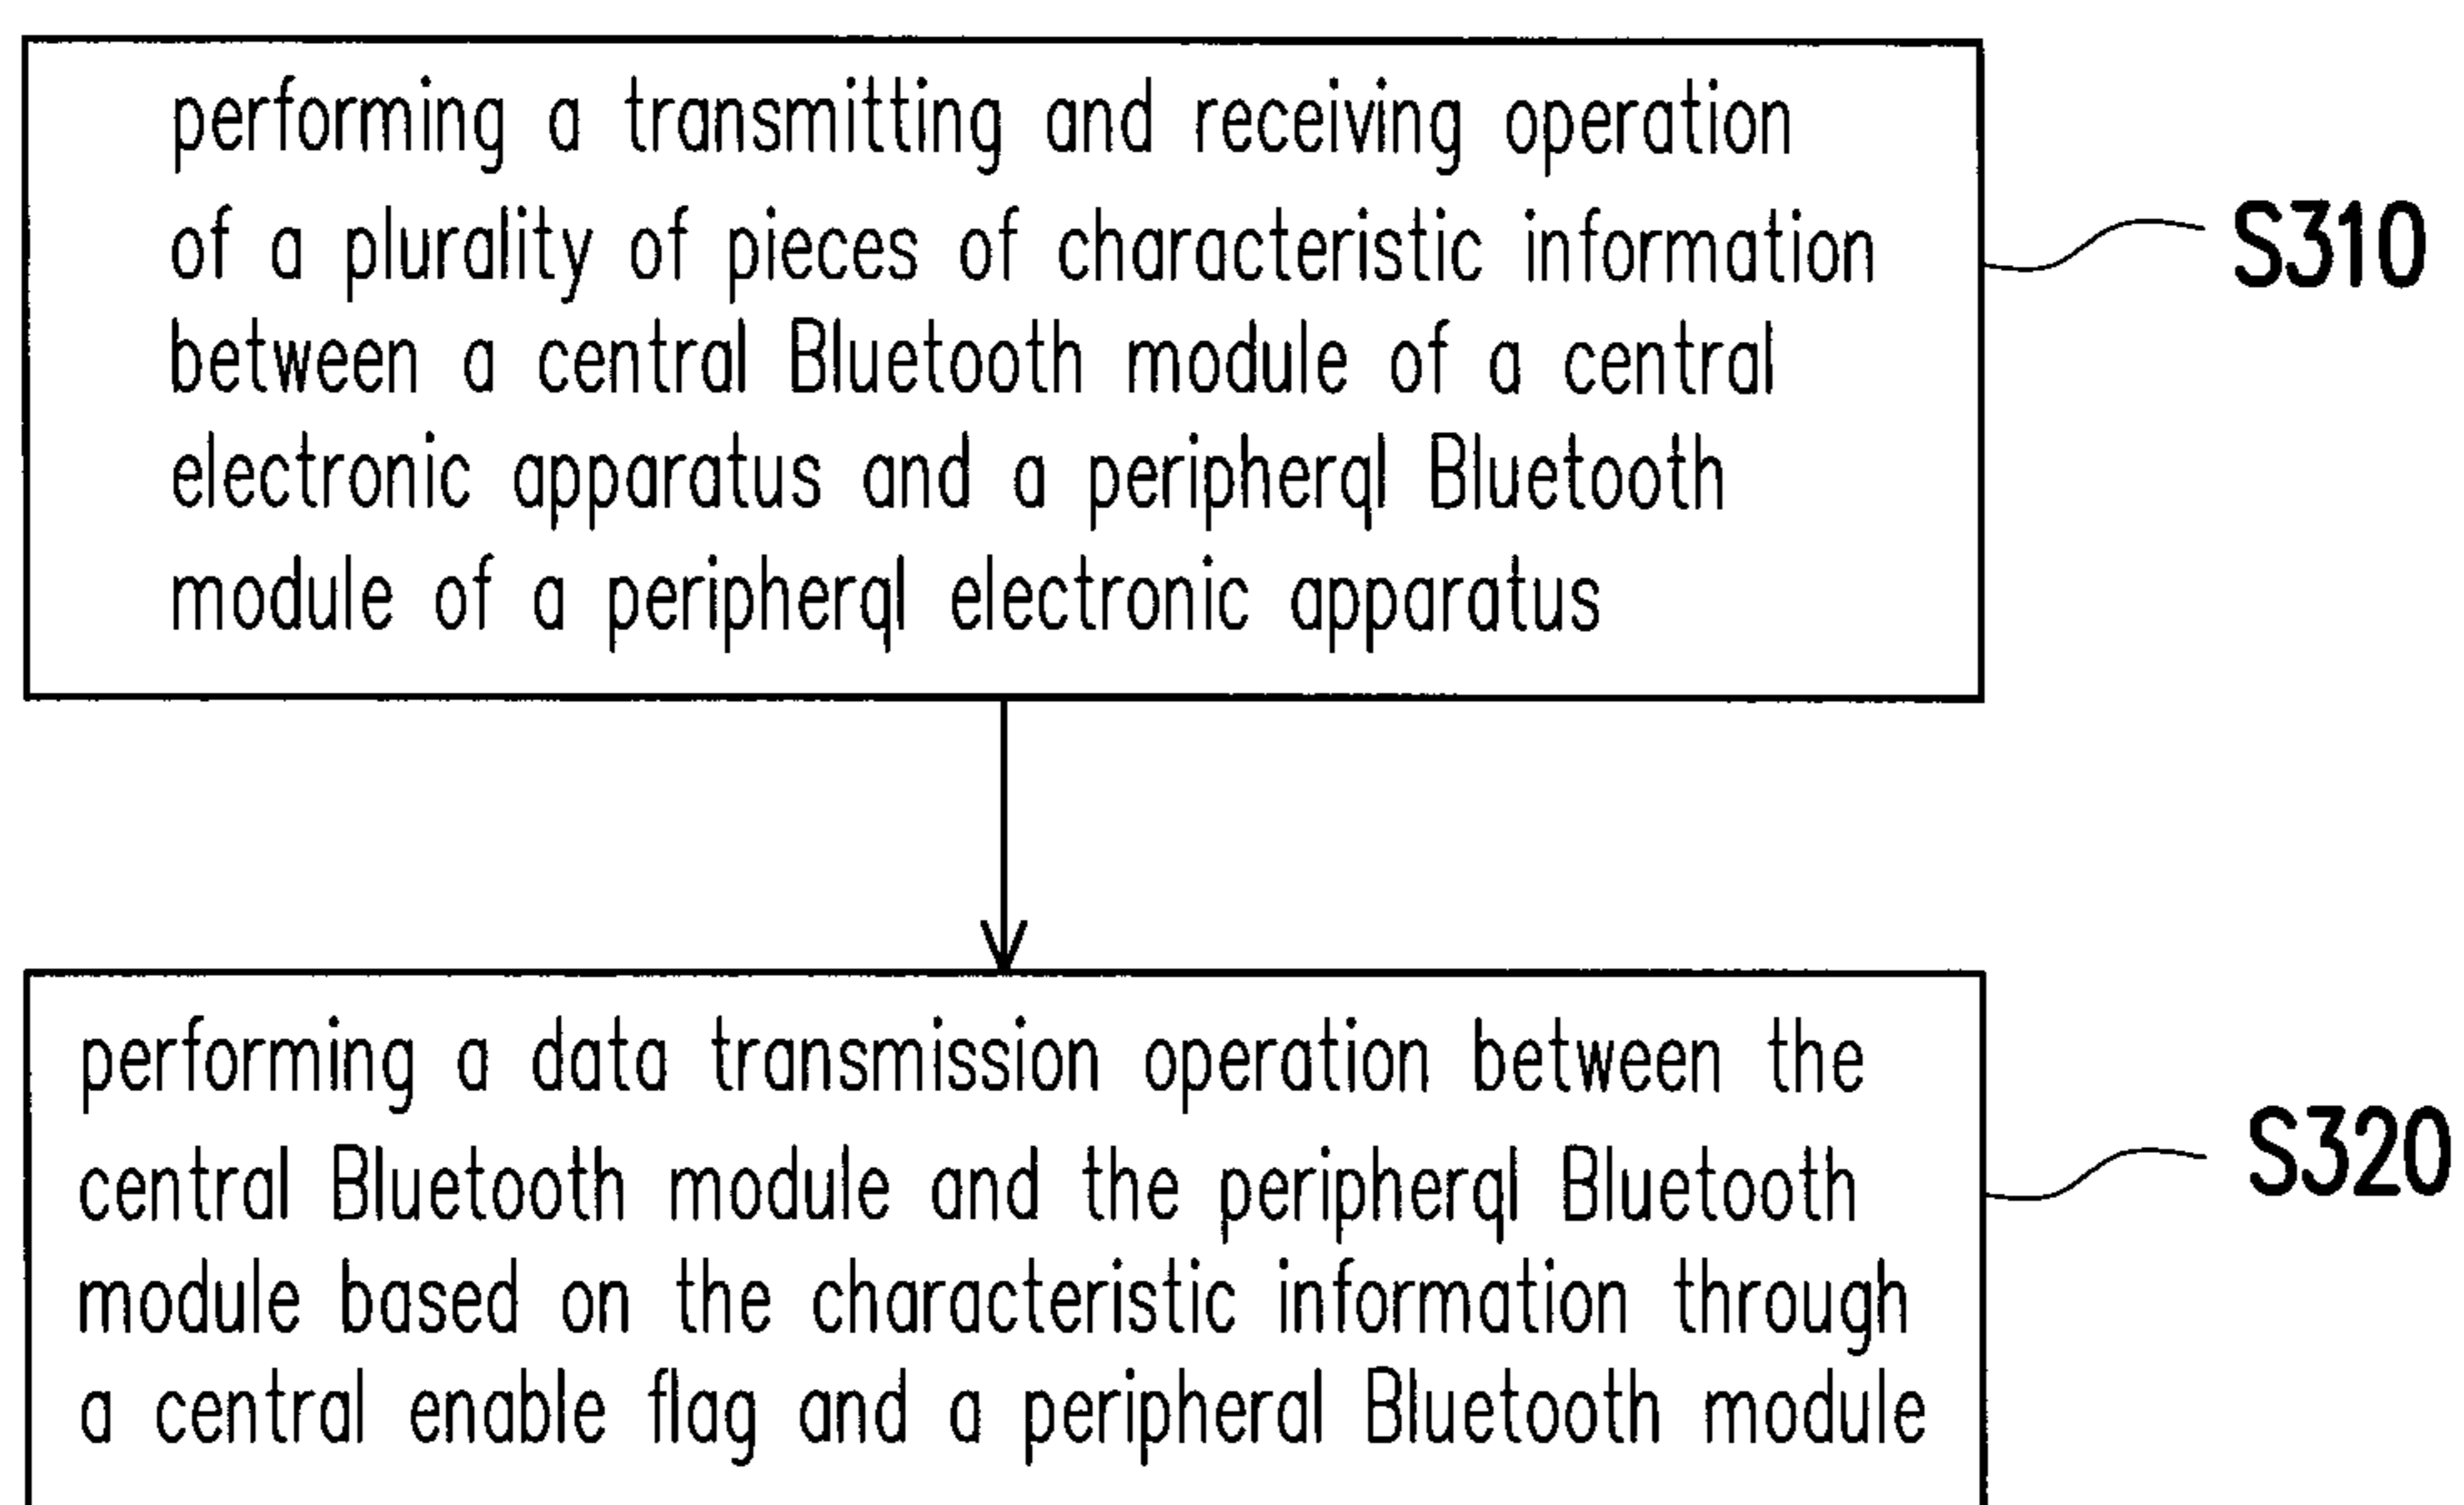 performing a transmitting and receiving operation
of a plurality of pieces of characteristic information
between a central Bluetooth module of a central
electronic apparatus and a peripherql Bluetooth
module of a peripherql electronic apparatus
S310
performing a data transmission operation between the
central Bluetooth module and the peripherql Bluetooth
module based on the characteristic information through
a central enable flag and a peripheral Bluetooth module
S320